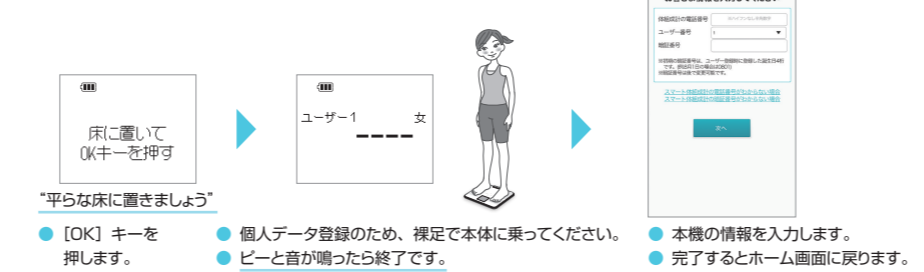 体組成計の電話番号
ユーザー番号
1
暗証番号
スマート体組成計の電話番号がわからない場合
スマート体組成計の暗証番号がわからない場合
次へ
床に置いて
OKキーを押す
ユーザー1 女
“平らな床に置きましょう”
● ［OK］キーを
押します。
● 個人データ登録のため、裸足で本体に乗ってください。
● ピーと音が鳴ったら終了です。
● 本機の情報を入力します。
● 完了するとホーム画面に戻ります。